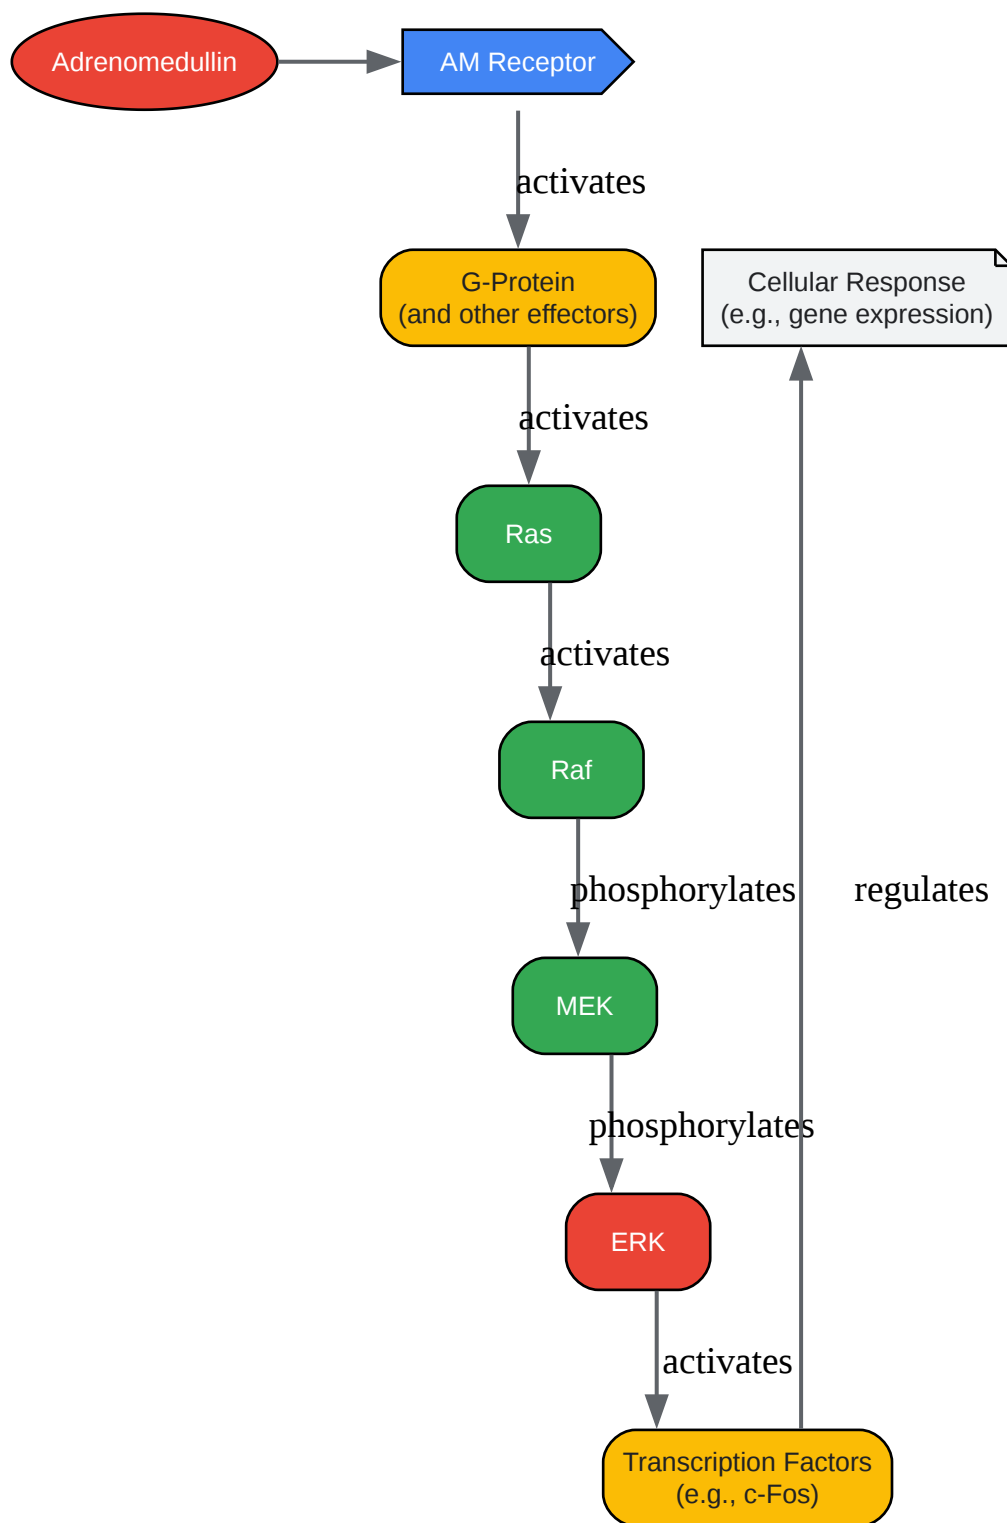 Adrenomedullin
AM Receptor
activates
G-Protein
(and other effectors)
Cellular Response
(e.g., gene expression)
activates
Ras
activates
Raf
phosphorylates
regulates
MEK
phosphorylates
ERK
activates
Transcription Factors
(e.g., c-Fos)